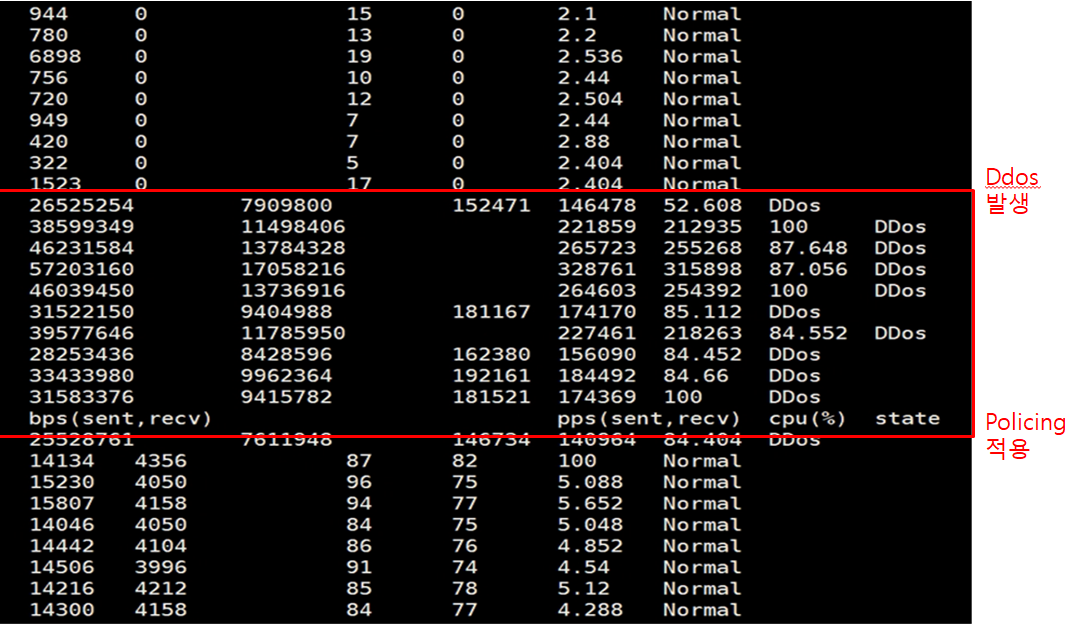 944 0 15 0 2.1 Normal
780 0 13 0 2.2 Normal
6898 0 19 0 2.536 Normal
756 0 10 0 2.44 Normal
720 0 12 0 2.504 Normal
949 0 7 0 2.44 Normal
420 0 7 0 2.88 Normal
322 0 5 0 2.404 Normal
1523 0 17 0 2.404 Normal
Ddos
발생
26525254 7909800 152471 146478 52.608 DDos
38599349 11498406 221859 212935 100 DDos
46231584 13784328 265723 255268 87.648 DDos
57203160 17058216 328761 315898 87.056 DDos
46039450 13736916 264603 254392 100 DDos
31522150 9404988 181167 174170 85.112 DDos
39577646 11785950 227461 218263 84.552 DDos
28253436 8428596 162380 156090 84.452 DDos
33433980 9962364 192161 184492 84.66 DDos
31583376 9415782 181521 174369 100 DDos
bps(sent,recv) pps(sent,recv) cpu(%) state
Policing
적용
25528761 7611948 146734 140964 84.404 DDos
14134 4356 87 82 100 Normal
15230 4050 96 75 5.088 Normal
15807 4158 94 77 5.652 Normal
14046 4050 84 75 5.048 Normal
14442 4104 86 76 4.852 Normal
14506 3996 91 74 4.54 Normal
14216 4212 85 78 5.12 Normal
14300 4158 84 77 4.288 Normal